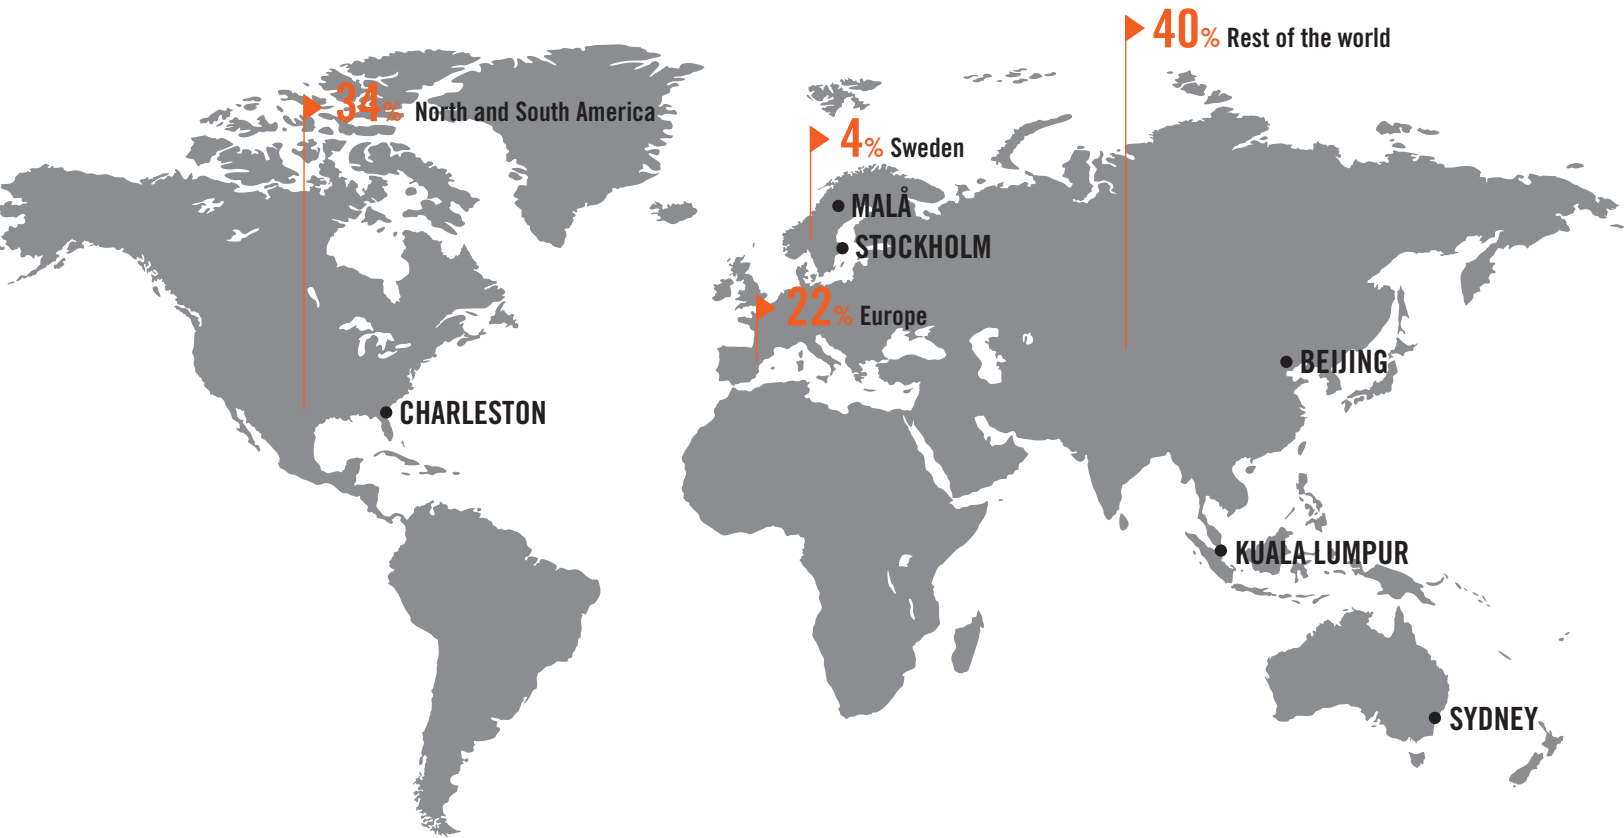 40% Rest of the world
34% North and South America
4% Sweden
MALÅ
STOCKHOLM
22% Europe
BEIJING
CHARLESTON
KUALA LUMPUR
SYDNEY